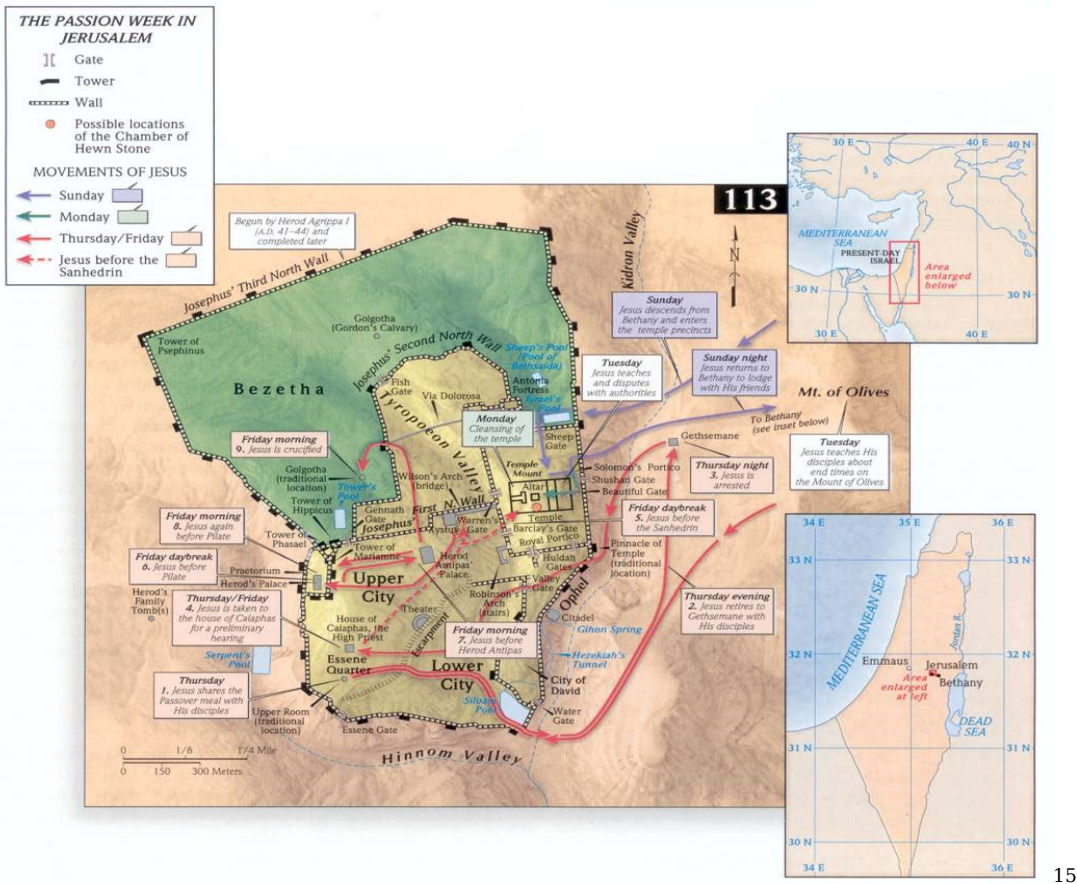 THE PASSION WEEK IN
JERUSALEM
Gate
Tower
Wall
Possible locations
of the Chamber of
Hewn Stone
MOVEMENTS OF JESUS
Sunday
Monday
Thursday/Friday
Jesus before the
Sanhedrin
113
Begun by Herod Agrippa I
(A.D. 41–44) and
completed later
Josephus' Third North Wall
Kidron Valley
N
Tower of
Psephinus
Golgotha
(Gordon's Calvary)
Josephus' Second North Wall
Sheep's Pool
(Pool of
Bethsaida)
Sunday
Jesus descends from
Bethany and enters
the temple precincts
Sunday night
Jesus returns to
Bethany to lodge
with His friends
Tuesday
Jesus teaches
and disputes
with authorities
Bezetha
Fish
Gate
Antonia
Fortress
Israel's
Pool
Via Dolorosa
Tyropoeon Valley
Mt. of Olives
To Bethany
(see inset below)
Monday
Cleansing of
the temple
Sheep
Gate
Gethsemane
Tuesday
Jesus teaches His
disciples about
end times on
the Mount of Olives
Friday morning
9. Jesus is crucified
Thursday night
3. Jesus is
arrested
Golgotha
(traditional
location)
Tower's
Pool
Wilson's Arch
(bridge)
Temple
Mount
Altar
Solomon's Portico
Shushan Gate
Beautiful Gate
Tower of
Hippicus
Gennath
Gate
Josephus' First N. Wall
Xystus
Warren's
Gate
Temple
Barclay's Gate
Royal Portico
Friday daybreak
5. Jesus before
the Sanhedrin
Friday morning
8. Jesus again
before Pilate
Tower of
Phasael
Tower of
Mariamne
Herod
Antipas'
Palace
Huldah
Gates
Pinnacle of
Temple
(traditional
location)
Friday daybreak
6. Jesus before
Pilate
Praetorium
Herod's Palace
Upper
City
Valley
Gate
Robinson's
Arch
(stairs)
Ophel
Herod's
Family
Tomb(s)
Thursday/Friday
4. Jesus is taken to
the house of Caiaphas
for a preliminary
hearing
Theater
Escarpment
Citadel
Gihon Spring
Thursday evening
2. Jesus retires to
Gethsemane with
His disciples
House of
Caiaphas, the
High Priest
Friday morning
7. Jesus before
Herod Antipas
Hezekiah's
Tunnel
Serpent's
Pool
Essene
Quarter
Lower
City
City of
David
Thursday
1. Jesus shares the
Passover meal with
His disciples
Upper Room
(traditional
location)
Siloam
Pool
Water
Gate
Essene Gate
Hinnom Valley
0 1/8 1/4 Mile
0 150 300 Meters
30 E 40 E 40 N
MEDITERRANEAN
SEA
PRESENT-DAY
ISRAEL
Area
enlarged
below
30 N 30 N
30 E 40 E
34 E 35 E 36 E
33 N 33 N
MEDITERRANEAN SEA
Jordan R.
32 N 32 N
Emmaus
Jerusalem
Area
enlarged
at left
Bethany
DEAD
SEA
31 N 31 N
30 N 30 N
34 E 36 E
15